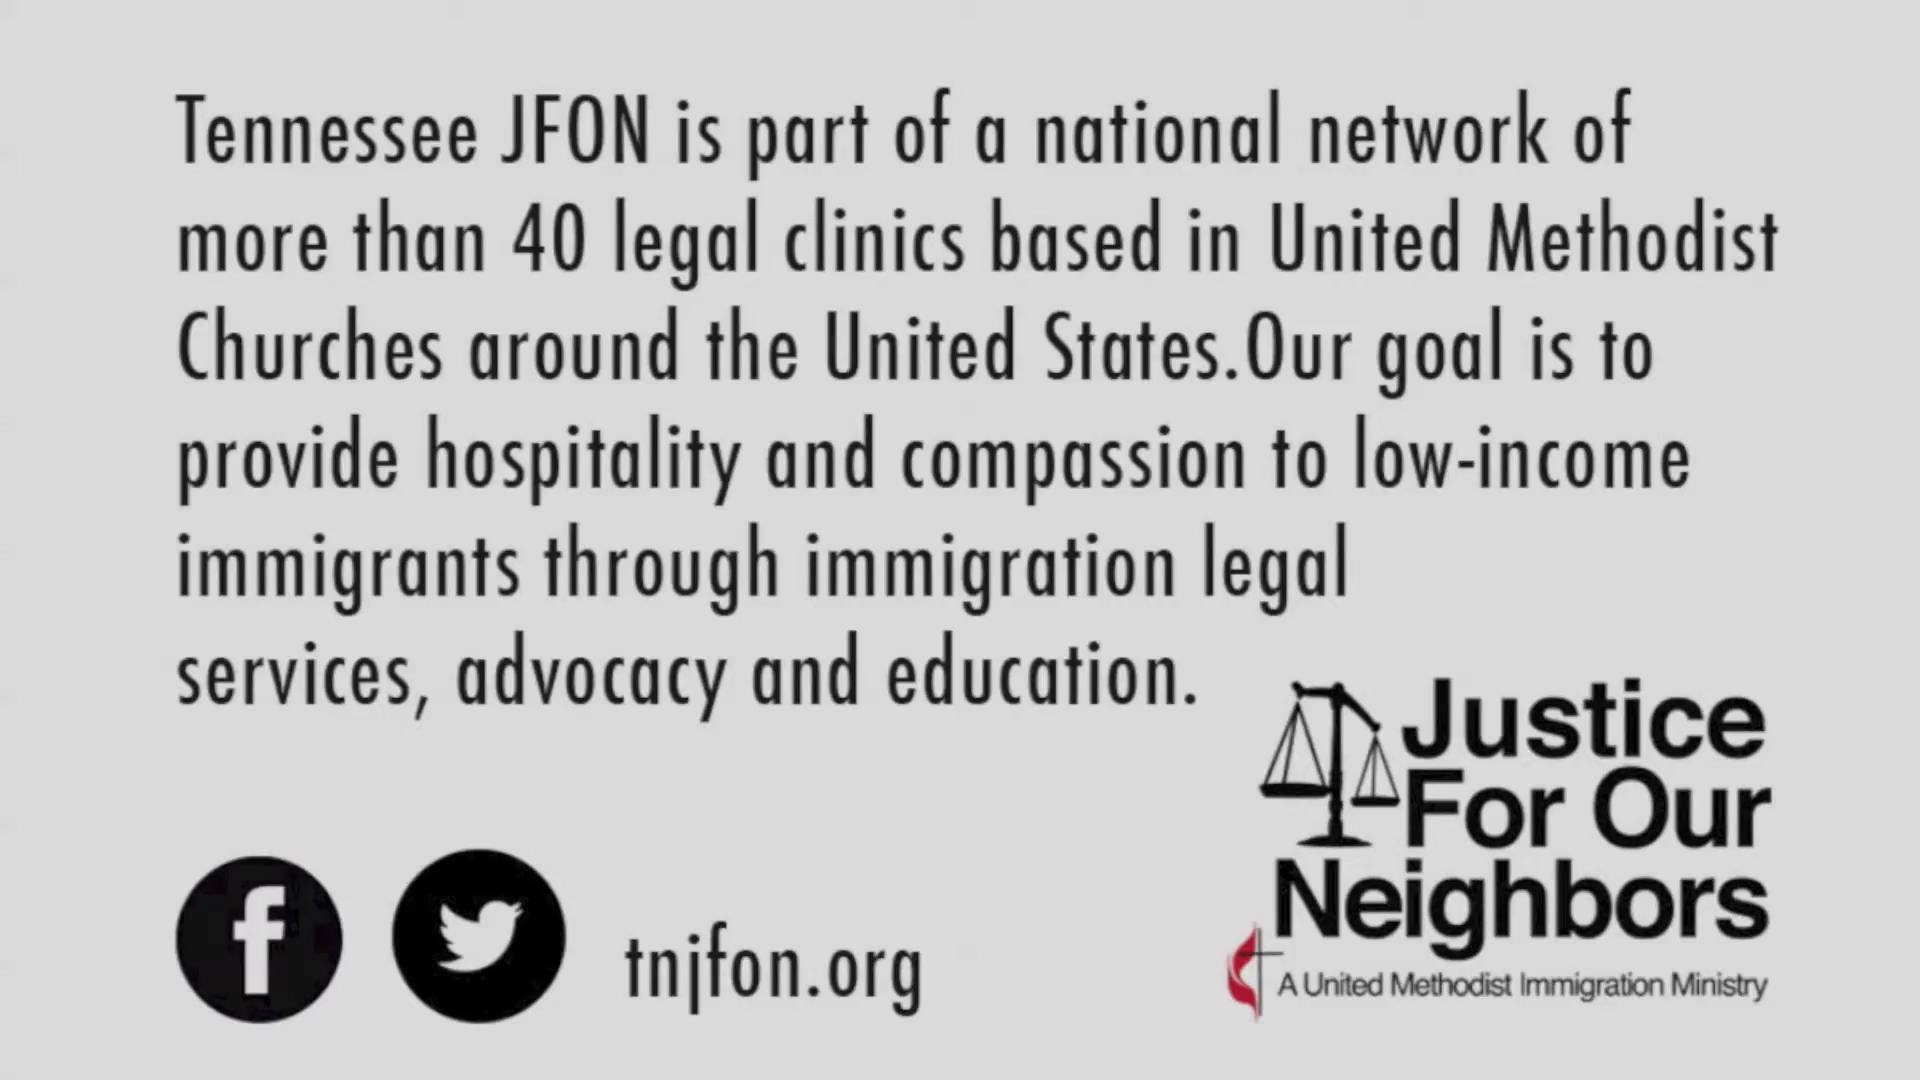 Tennessee JFON is part of a national network of
more than 40 legal clinics based in United Methodist
Churches around the United States.Our goal is to
provide hospitality and compassion to low-income
immigrants through immigration legal
services, advocacy and education.
Justice
For Our
Neighbors
A United Methodist Immigration Ministry
f
tnjfon.org